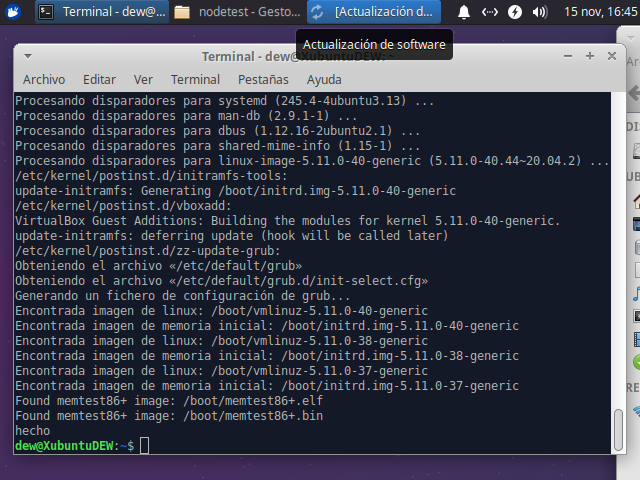 Terminal - dew@...
nodetest - Gesto...
[Actualización d...
15 nov, 16:45
Actualización de software
Terminal - dew@XubuntuDEW: ~
Archivo Editar Ver Terminal Pestañas Ayuda
Procesando disparadores para systemd (245.4-4ubuntu3.13) ...
Procesando disparadores para man-db (2.9.1-1) ...
Procesando disparadores para dbus (1.12.16-2ubuntu2.1) ...
Procesando disparadores para shared-mime-info (1.15-1) ...
Procesando disparadores para linux-image-5.11.0-40-generic (5.11.0-40.44~20.04.2) ...
/etc/kernel/postinst.d/initramfs-tools:
update-initramfs: Generating /boot/initrd.img-5.11.0-40-generic
/etc/kernel/postinst.d/vboxadd:
VirtualBox Guest Additions: Building the modules for kernel 5.11.0-40-generic.
update-initramfs: deferring update (hook will be called later)
/etc/kernel/postinst.d/zz-update-grub:
Obteniendo el archivo «/etc/default/grub»
Obteniendo el archivo «/etc/default/grub.d/init-select.cfg»
Generando un fichero de configuración de grub...
Encontrada imagen de linux: /boot/vmlinuz-5.11.0-40-generic
Encontrada imagen de memoria inicial: /boot/initrd.img-5.11.0-40-generic
Encontrada imagen de linux: /boot/vmlinuz-5.11.0-38-generic
Encontrada imagen de memoria inicial: /boot/initrd.img-5.11.0-38-generic
Encontrada imagen de linux: /boot/vmlinuz-5.11.0-37-generic
Encontrada imagen de memoria inicial: /boot/initrd.img-5.11.0-37-generic
Found memtest86+ image: /boot/memtest86+.elf
Found memtest86+ image: /boot/memtest86+.bin
hecho
dew@XubuntuDEW:~$